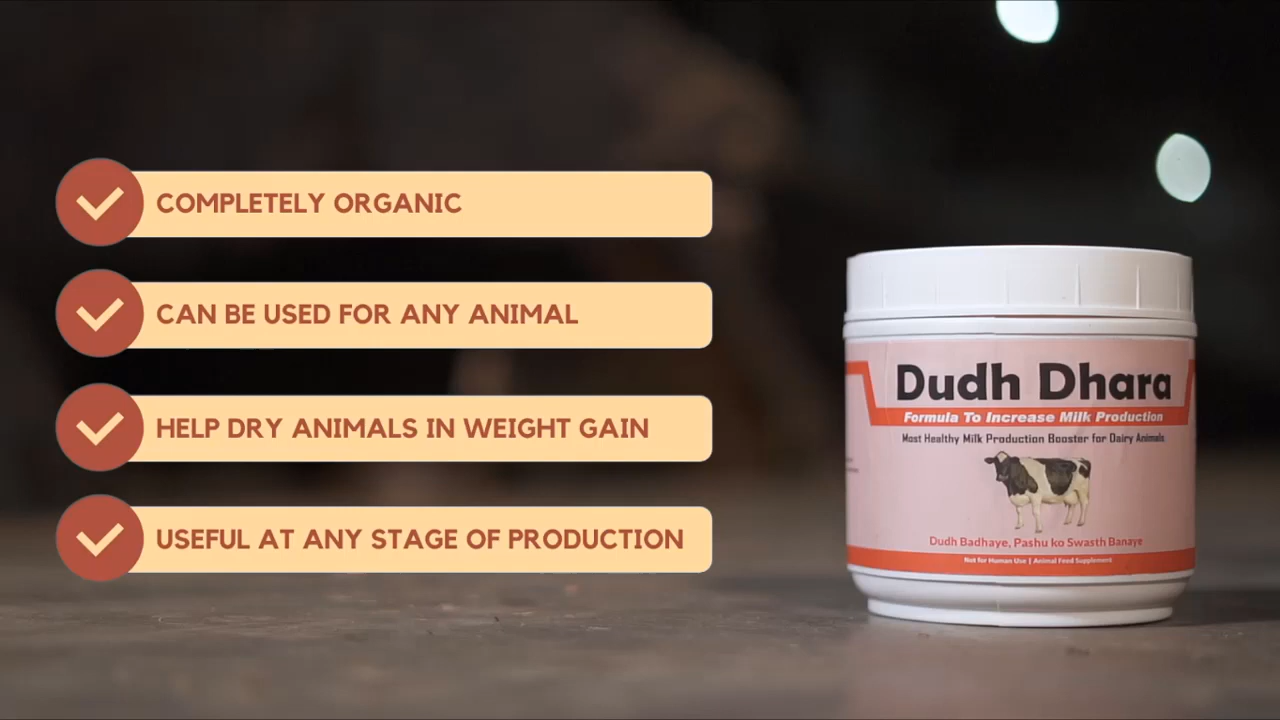 COMPLETELY ORGANIC
CAN BE USED FOR ANY ANIMAL
HELP DRY ANIMALS IN WEIGHT GAIN
USEFUL AT ANY STAGE OF PRODUCTION
Dudh Dhara
Formula To Increase Milk Production
Most Healthy Milk Production Booster for Dairy Animals
Dudh Badhaye, Pashu ko Swasth Banaye
Not for Human Use | Animal Feed Supplement